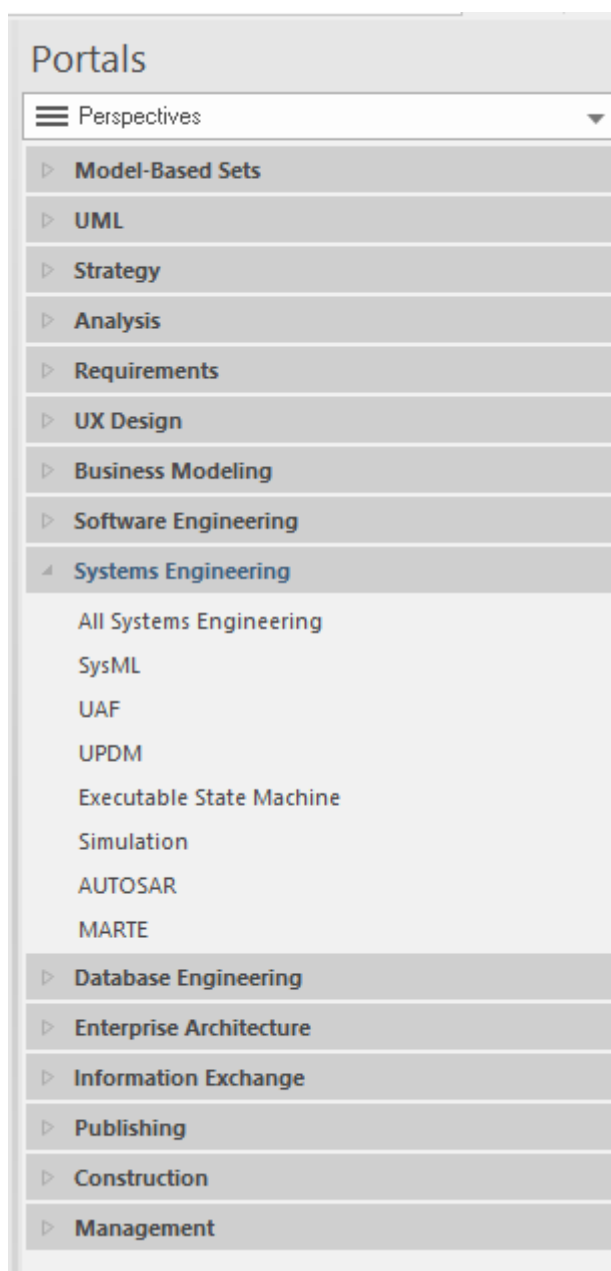 Portals
Perspectives
Model-Based Sets
UML
Strategy
Analysis
Requirements
UX Design
Business Modeling
Software Engineering
Systems Engineering
All Systems Engineering
SysML
UAF
UPDM
Executable State Machine
Simulation
AUTOSAR
MARTE
Database Engineering
Enterprise Architecture
Information Exchange
Publishing
Construction
Management